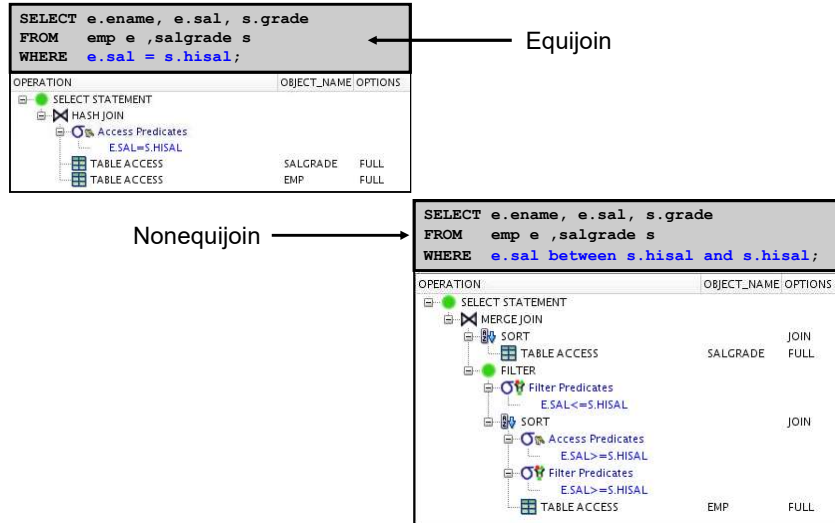 SELECT e.ename, e.sal, s.grade
FROM emp e ,salgrade s
WHERE e.sal = s.hisal;
Equijoin
OPERATION OBJECT_NAME OPTIONS
SELECT STATEMENT
HASH JOIN
Access Predicates
E.SAL=S.HISAL
TABLE ACCESS SALGRADE FULL
TABLE ACCESS EMP FULL
Nonequijoin
SELECT e.ename, e.sal, s.grade
FROM emp e ,salgrade s
WHERE e.sal between s.hisal and s.hisal;
OPERATION OBJECT_NAME OPTIONS
SELECT STATEMENT
MERGE JOIN
SORT JOIN
TABLE ACCESS SALGRADE FULL
FILTER
Filter Predicates
E.SAL<=S.HISAL
SORT JOIN
Access Predicates
E.SAL>=S.HISAL
Filter Predicates
E.SAL>=S.HISAL
TABLE ACCESS EMP FULL